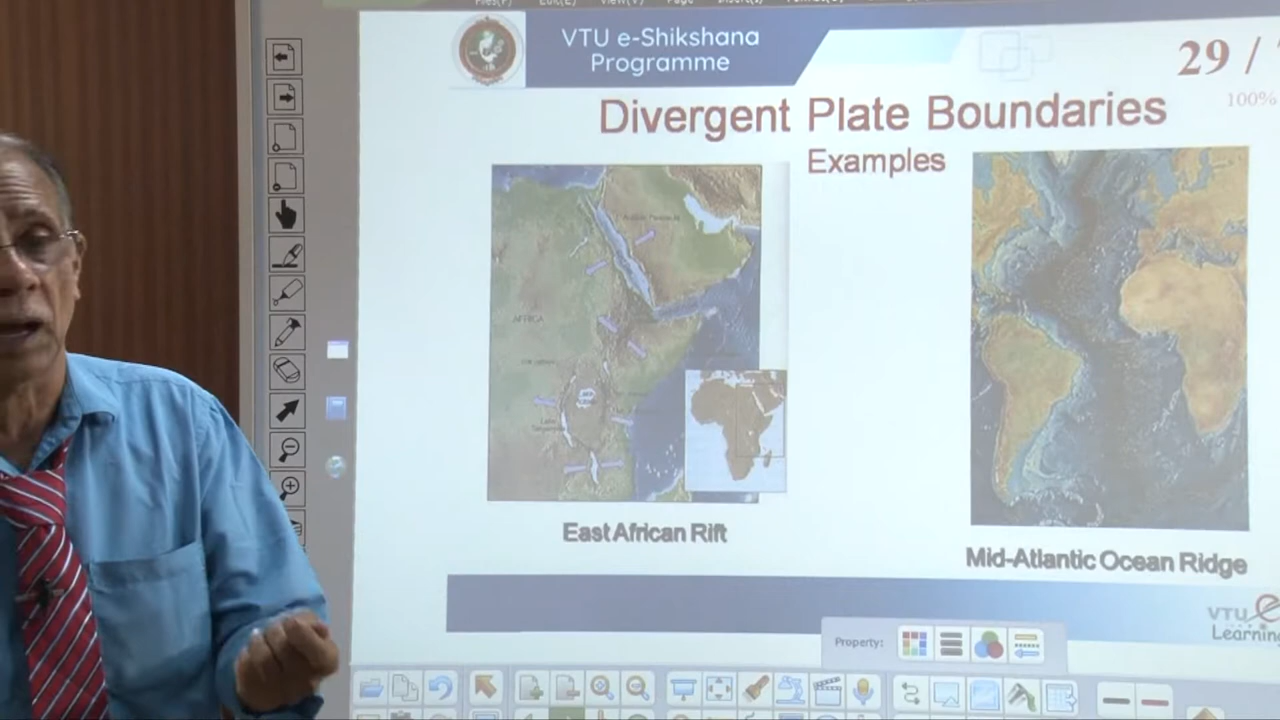 VTU e-Shikshana
Programme
29 /
100%
Divergent Plate Boundaries
Examples
AFRICA
East African Rift
Mid-Atlantic Ocean Ridge
VTU e
Learning
Property: